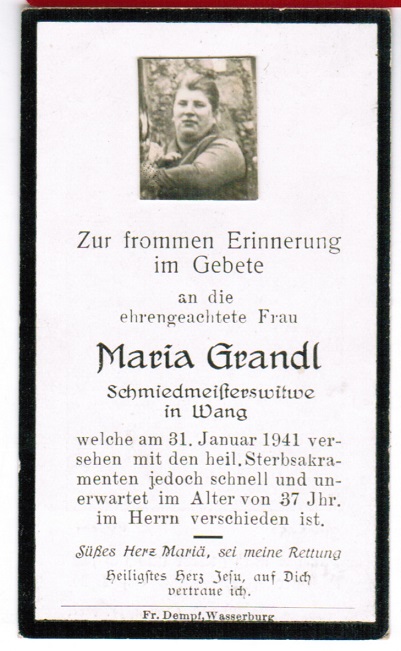 Zur frommen Erinnerung
im Gebete
an die
ehrengeachtete Frau
Maria Grandl
Schmiedmeisterswitwe
in Wang
welche am 31. Januar 1941 ver-
sehen mit den heil. Sterbsakra-
menten jedoch schnell und un-
erwartet im Alter von 37 Jhr.
im Herrn verschieden ist.
Süßes Herz Mariä, sei meine Rettung
Heiligstes Herz Jesu, auf Dich
vertraue ich.
Fr. Dempf, Wasserburg